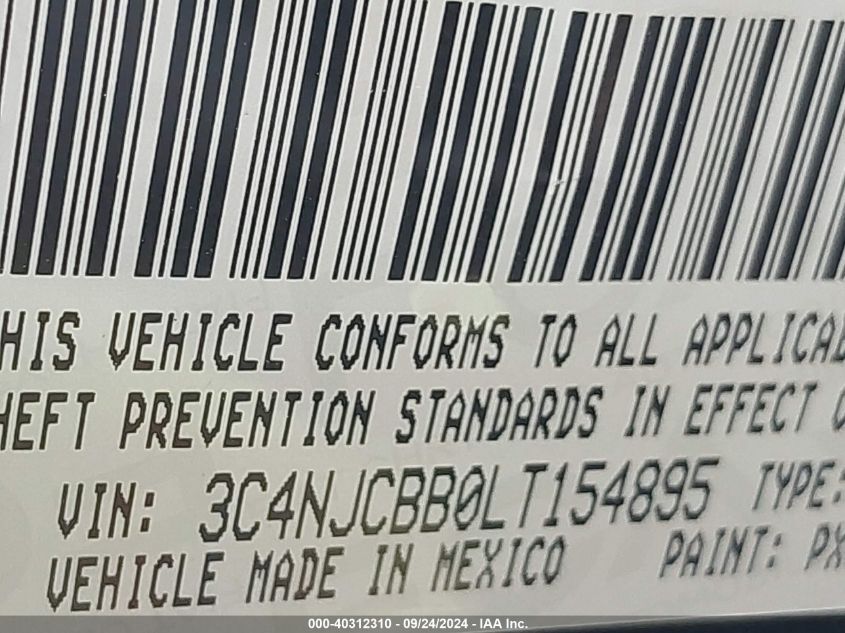 HIS VEHICLE CONFORMS TO ALL APPLICAB
HEFT PREVENTION STANDARDS IN EFFECT O
VIN: 3C4NJCBB0LT154895 TYPE:
VEHICLE MADE IN MEXICO PAINT: PX
000-40312310 - 09/24/2024 - IAA Inc.